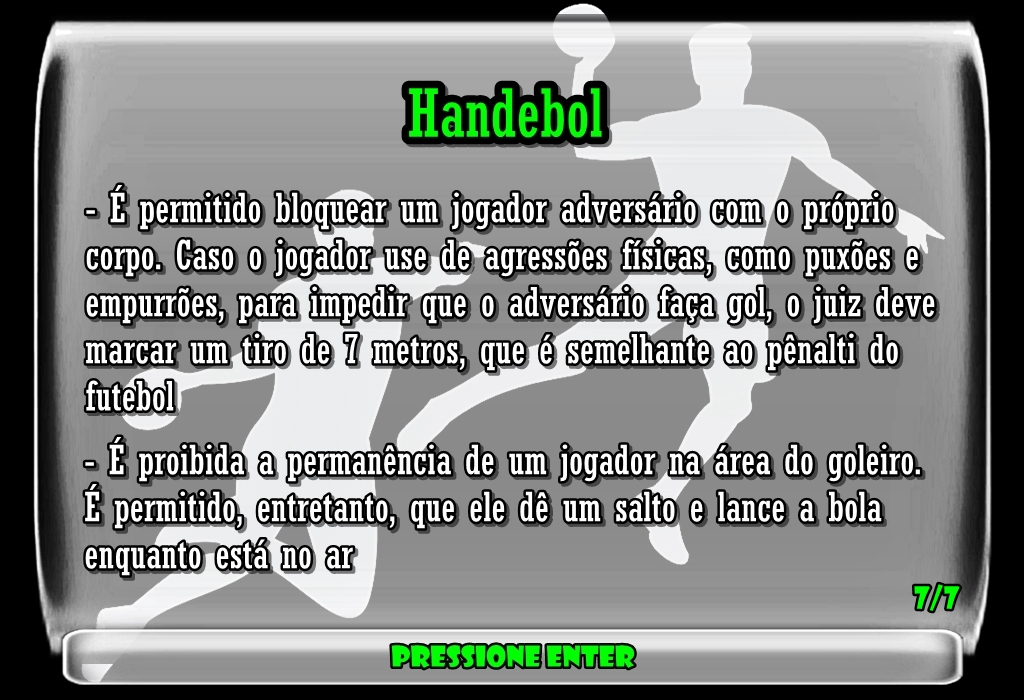 Handebol
- É permitido bloquear um jogador adversário com o próprio
corpo. Caso o jogador use de agressões físicas, como puxões e
empurrões, para impedir que o adversário faça gol, o juiz deve
marcar um tiro de 7 metros, que é semelhante ao pênalti do
futebol
- É proibida a permanência de um jogador na área do goleiro.
É permitido, entretanto, que ele dê um salto e lance a bola
enquanto está no ar
7/7
PRESSIONE ENTER